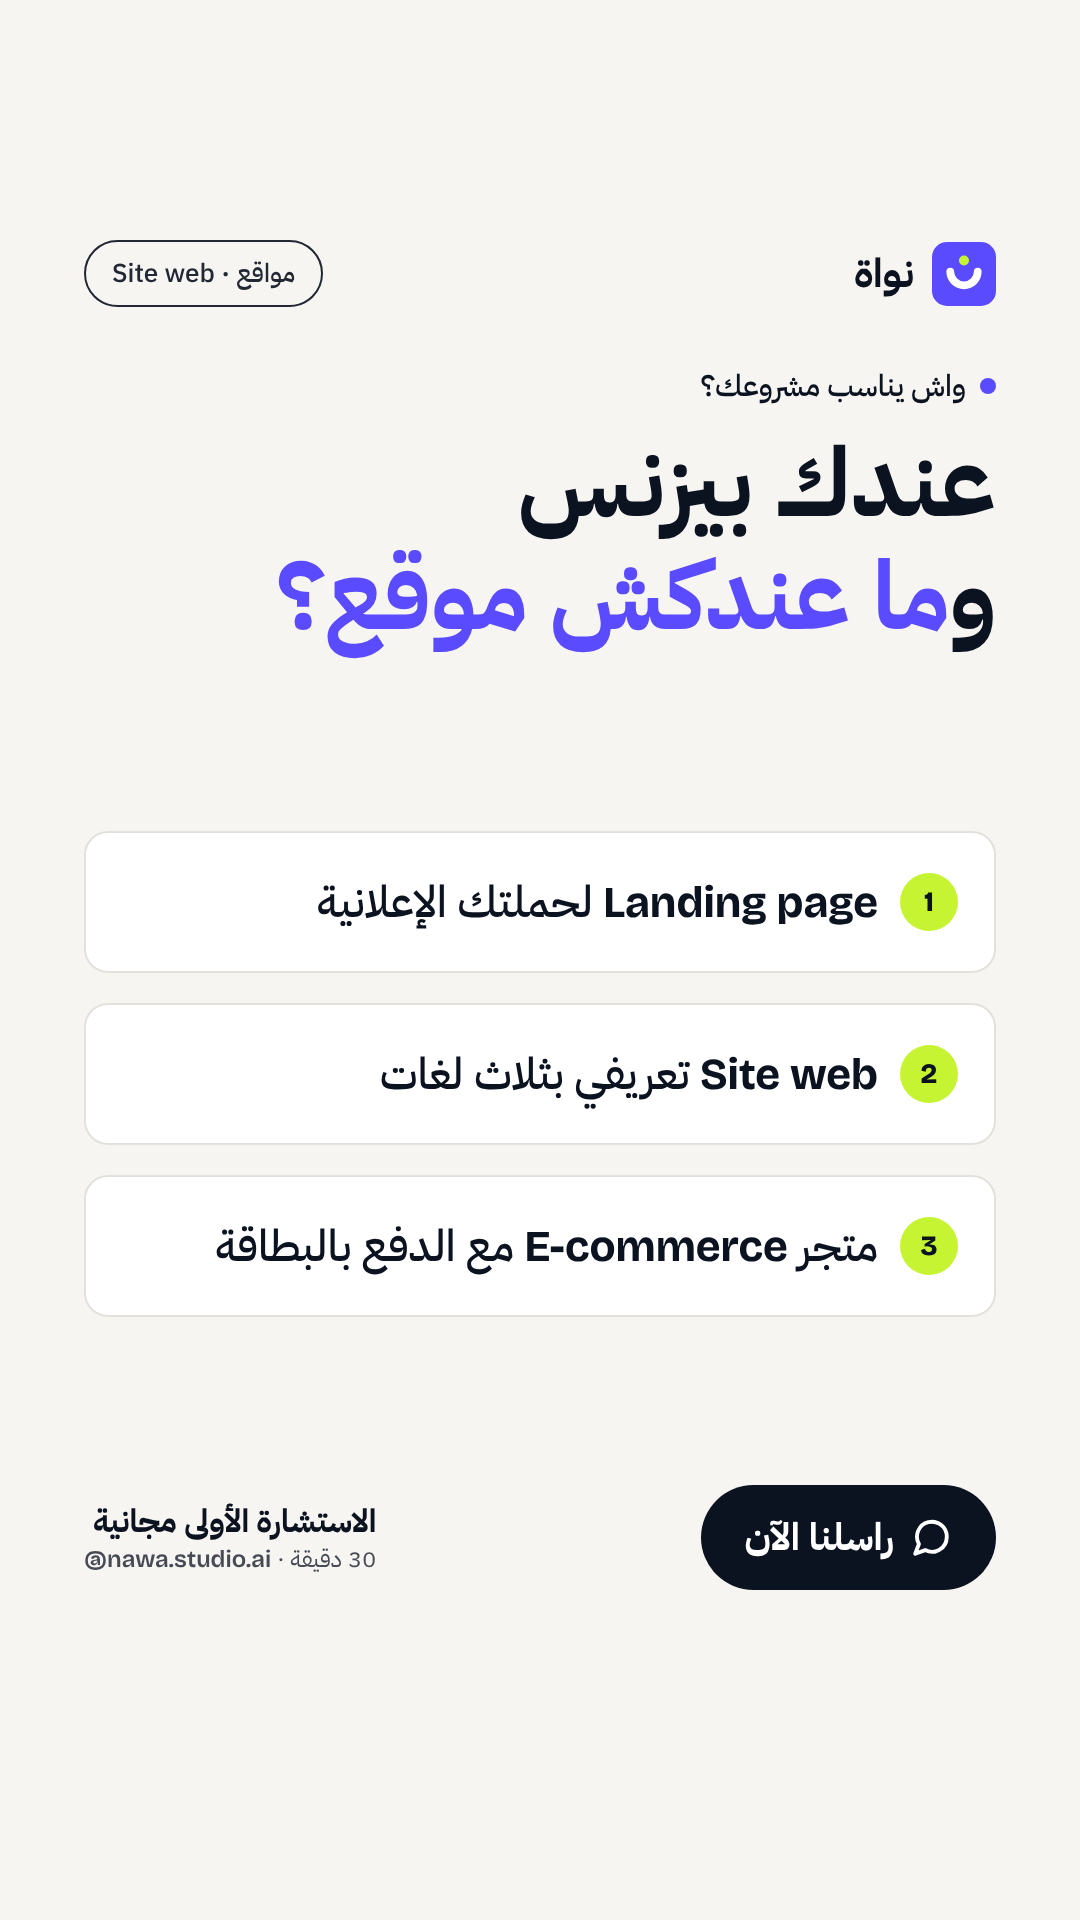 نواة
مواقع · Site web
واش يناسب مشروعك؟
عندك بيزنس
وما عندكش موقع؟
1
Landing page لحملتك الإعلانية
2
Site web تعريفي بثلاث لغات
3
متجر E-commerce مع الدفع بالبطاقة
راسلنا الآن
الاستشارة الأولى مجانية
30 دقيقة · @nawa.studio.ai